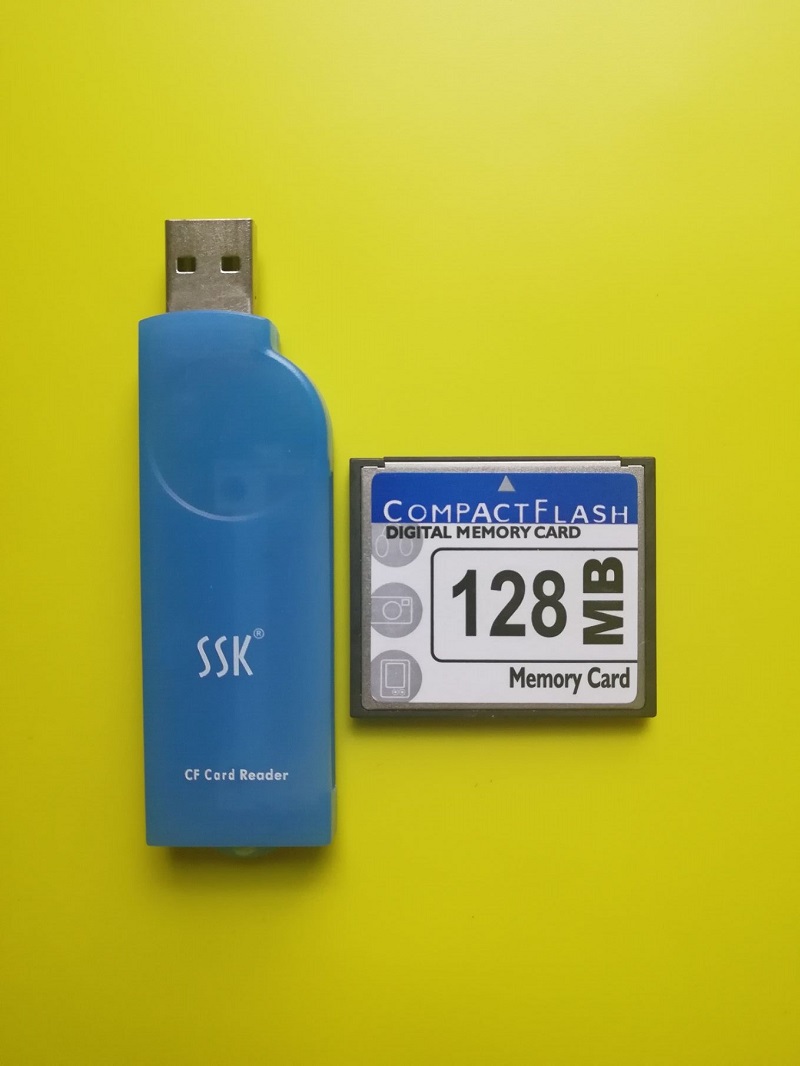 SSK®
CF Card Reader
COMPACTFLASH
DIGITAL MEMORY CARD
128 MB
Memory Card